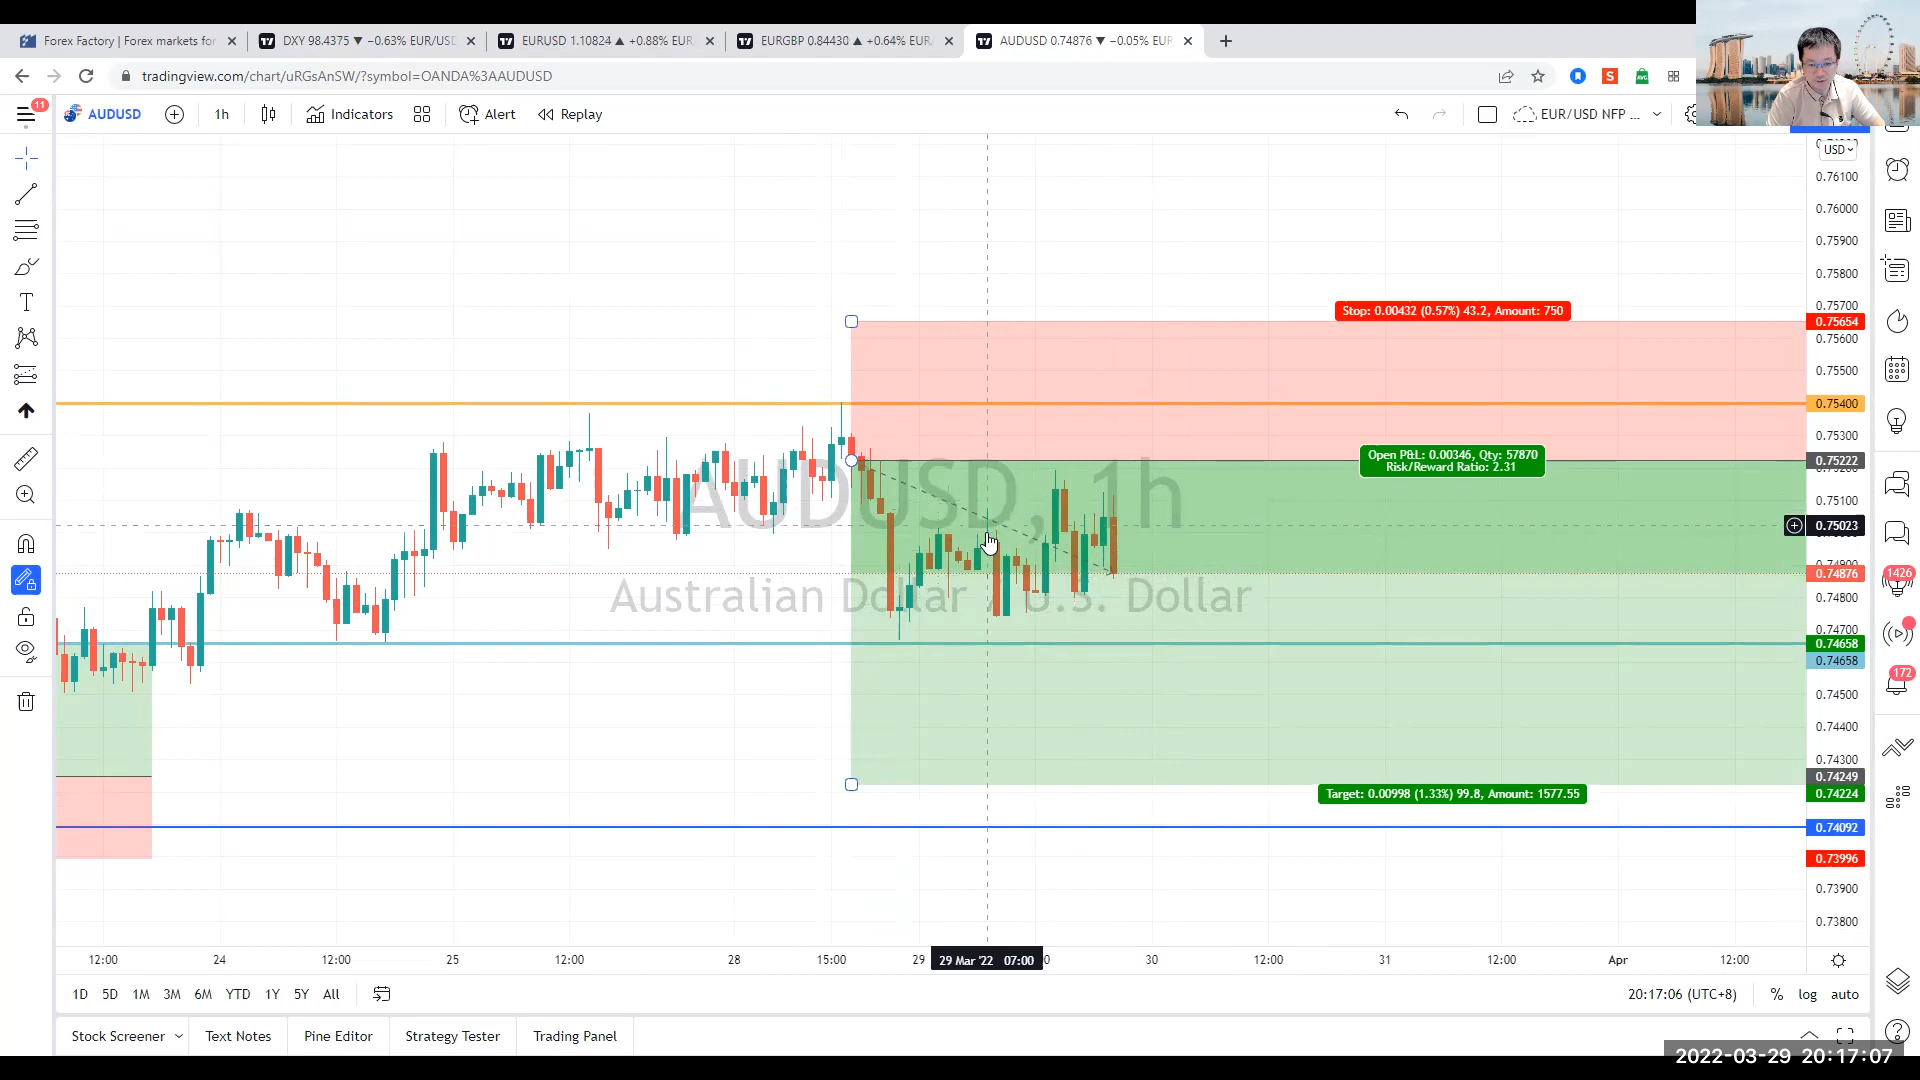 Forex Factory | Forex markets for
DXY 98.4375 ▼ −0.63% EUR/USD
EURUSD 1.10824 ▲ +0.88% EUR
EURGBP 0.84430 ▲ +0.64% EUR/
AUDUSD 0.74876 ▼ −0.05% EUR
tradingview.com/chart/uRGsAnSW/?symbol=OANDA%3AAUDUSD
S
11
AUDUSD
1h
Indicators
Alert
Replay
EUR/USD NFP ...
USD
0.76100
0.76000
0.75900
0.75800
0.75700
Stop: 0.00432 (0.57%) 43.2, Amount: 750
0.75654
0.75600
0.75500
0.75400
0.75300
Open P&L: 0.00346, Qty: 57870
Risk/Reward Ratio: 2.31
0.75222
AUDUSD, 1h
0.75100
0.75023
0.74876
1426
Australian Dollar / U.S. Dollar
0.74800
0.74700
0.74658
0.74658
172
0.74500
0.74400
0.74300
0.74249
Target: 0.00998 (1.33%) 99.8, Amount: 1577.55
0.74224
0.74092
0.73996
0.73900
0.73800
12:00
24
12:00
25
12:00
28
15:00
29
29 Mar '22 07:00
30
12:00
31
12:00
Apr
12:00
1D 5D 1M 3M 6M YTD 1Y 5Y All
20:17:06 (UTC+8)
%
log
auto
Stock Screener
Text Notes
Pine Editor
Strategy Tester
Trading Panel
2022-03-29 20:17:07